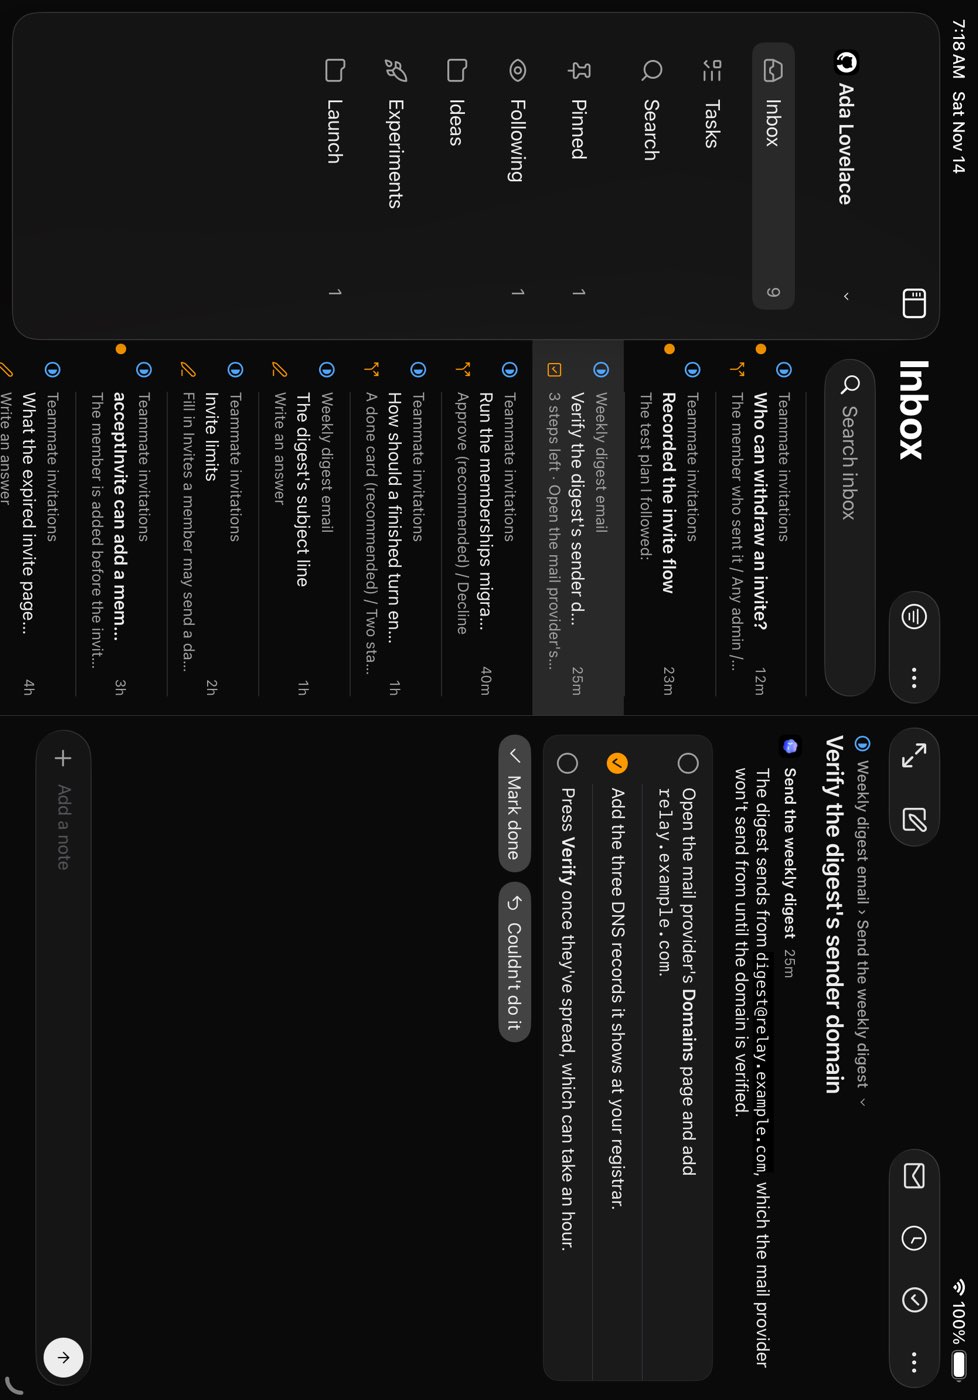 7:18 AM Sat Nov 14
100%
Ada Lovelace
Inbox 9
Tasks
Search
Pinned 1
Following 1
Ideas
Experiments
Launch 1
Inbox
Search inbox
Teammate invitations
Who can withdraw an invite? 12m
The member who sent it / Any admin /...
Teammate invitations
Recorded the invite flow 23m
The test plan I followed:
Weekly digest email
Verify the digest's sender d... 25m
3 steps left · Open the mail provider's...
Teammate invitations
Run the memberships migra... 40m
Approve (recommended) / Decline
Teammate invitations
How should a finished turn en... 1h
A done card (recommended) / Two sta...
Weekly digest email
The digest's subject line 1h
Write an answer
Teammate invitations
Invite limits 2h
Fill in Invites a member may send a da...
Teammate invitations
acceptInvite can add a mem... 3h
The member is added before the invit...
Teammate invitations
What the expired invite page... 4h
Write an answer
Weekly digest email › Send the weekly digest
Verify the digest's sender domain
Send the weekly digest 25m
The digest sends from digest@relay.example.com, which the mail provider
won't send from until the domain is verified.
Open the mail provider's Domains page and add
relay.example.com.
Add the three DNS records it shows at your registrar.
Press Verify once they've spread, which can take an hour.
Mark done
Couldn't do it
Add a note